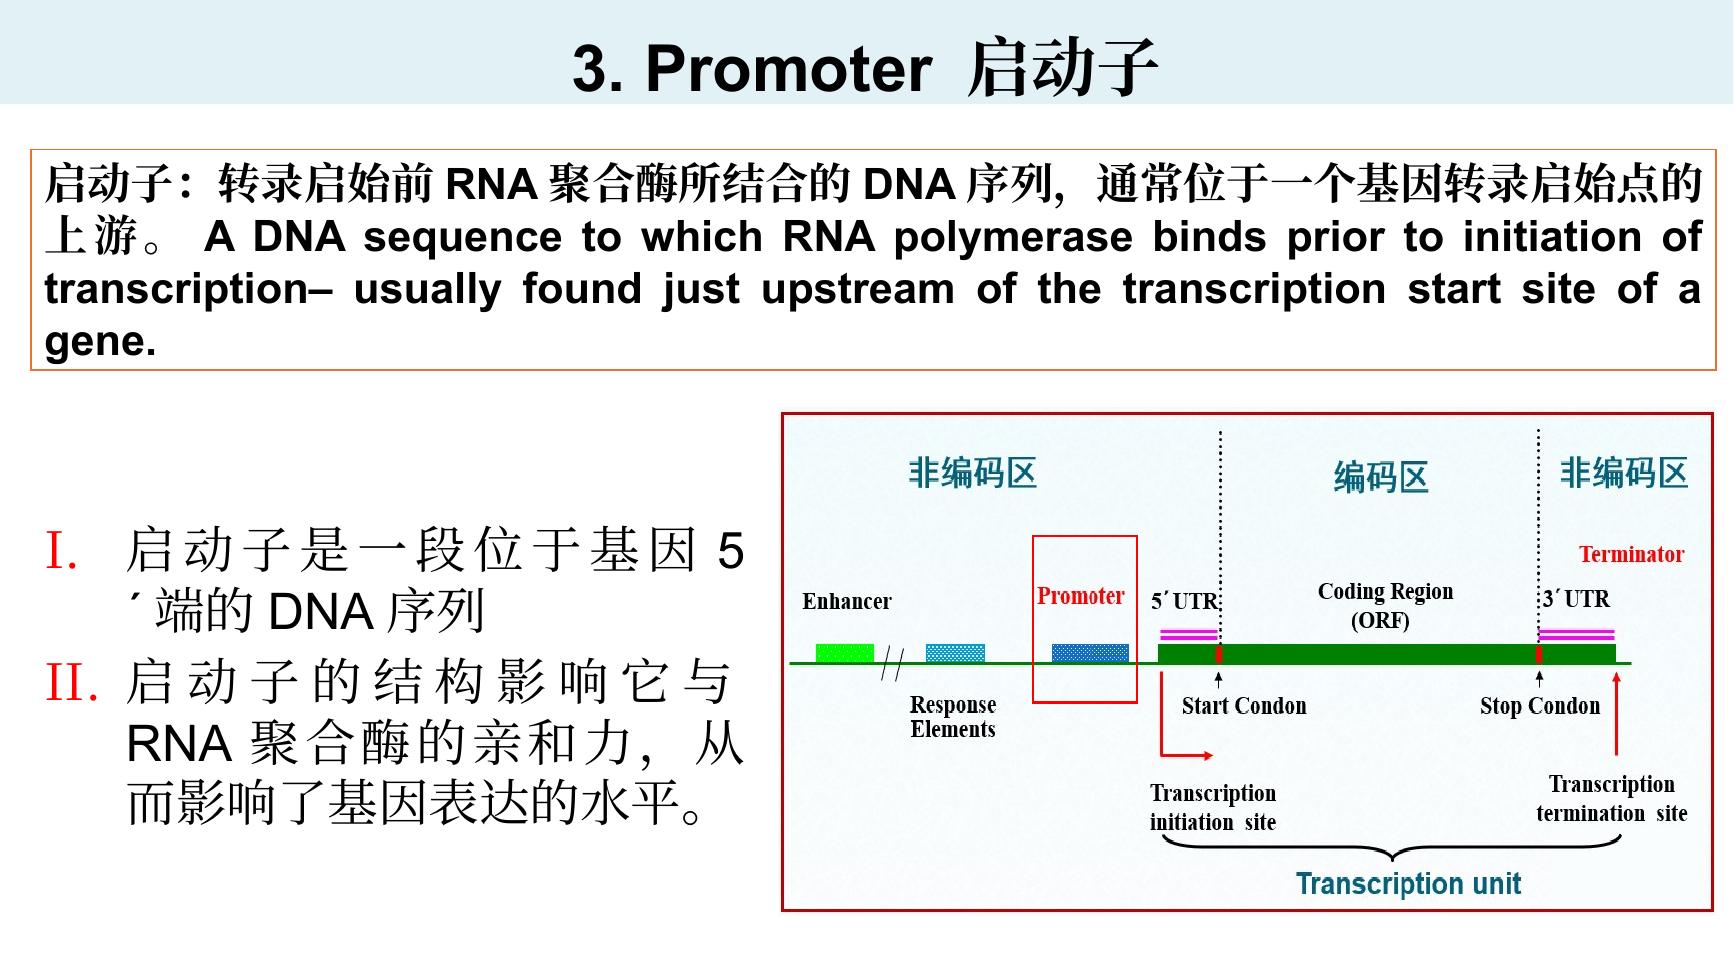 3. Promoter 启动子
启动子：转录启始前 RNA 聚合酶所结合的 DNA 序列，通常位于一个基因转录启始点的
上游。 A DNA sequence to which RNA polymerase binds prior to initiation of
transcription– usually found just upstream of the transcription start site of a
gene.
I. 启动子是一段位于基因 5
´ 端的 DNA 序列
II. 启动子的结构影响它与
RNA 聚合酶的亲和力，从
而影响了基因表达的水平。
非编码区 编码区 非编码区
Terminator
Enhancer Promoter 5´ UTR Coding Region 3´ UTR
(ORF)
Response Start Condon Stop Condon
Elements
Transcription Transcription
initiation site termination site
Transcription unit